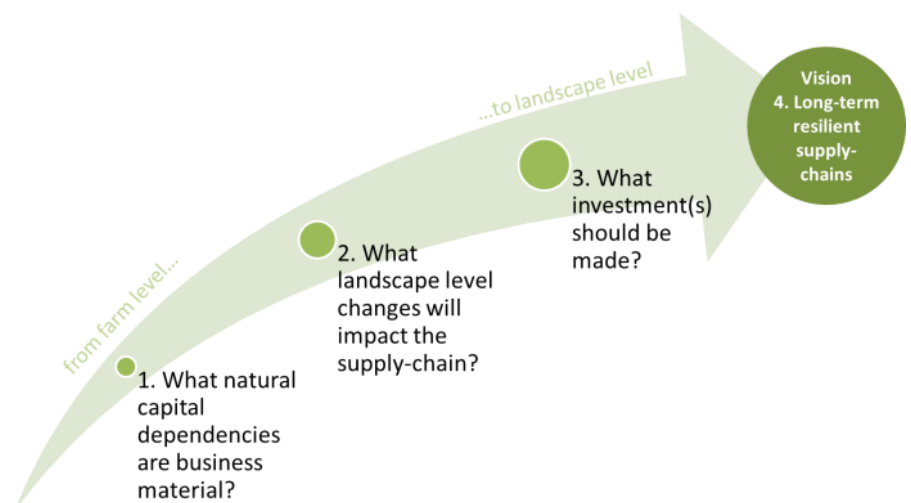 from farm level...
1. What natural
capital
dependencies
are business
material?
2. What
landscape level
changes will
impact the
supply-chain?
...to landscape level
3. What
investment(s)
should be
made?
Vision
4. Long-term
resilient
supply-
chains